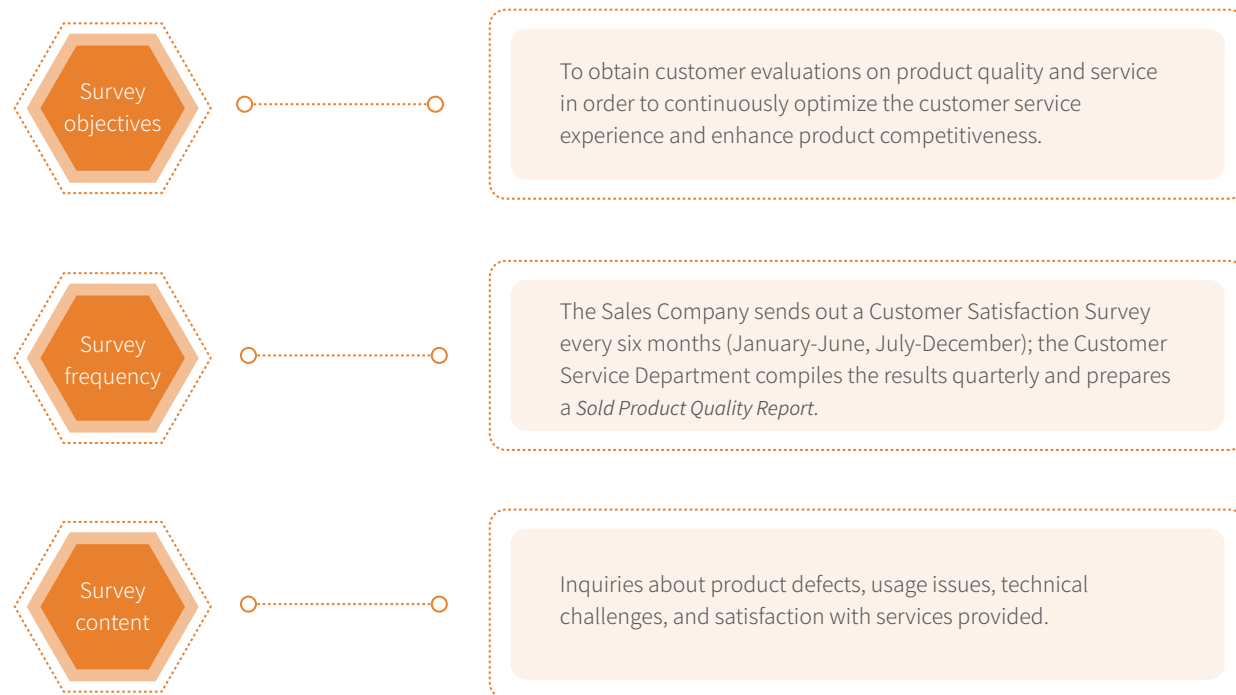 Survey
objectives
To obtain customer evaluations on product quality and service
in order to continuously optimize the customer service
experience and enhance product competitiveness.
Survey
frequency
The Sales Company sends out a Customer Satisfaction Survey
every six months (January-June, July-December); the Customer
Service Department compiles the results quarterly and prepares
a Sold Product Quality Report.
Survey
content
Inquiries about product defects, usage issues, technical
challenges, and satisfaction with services provided.